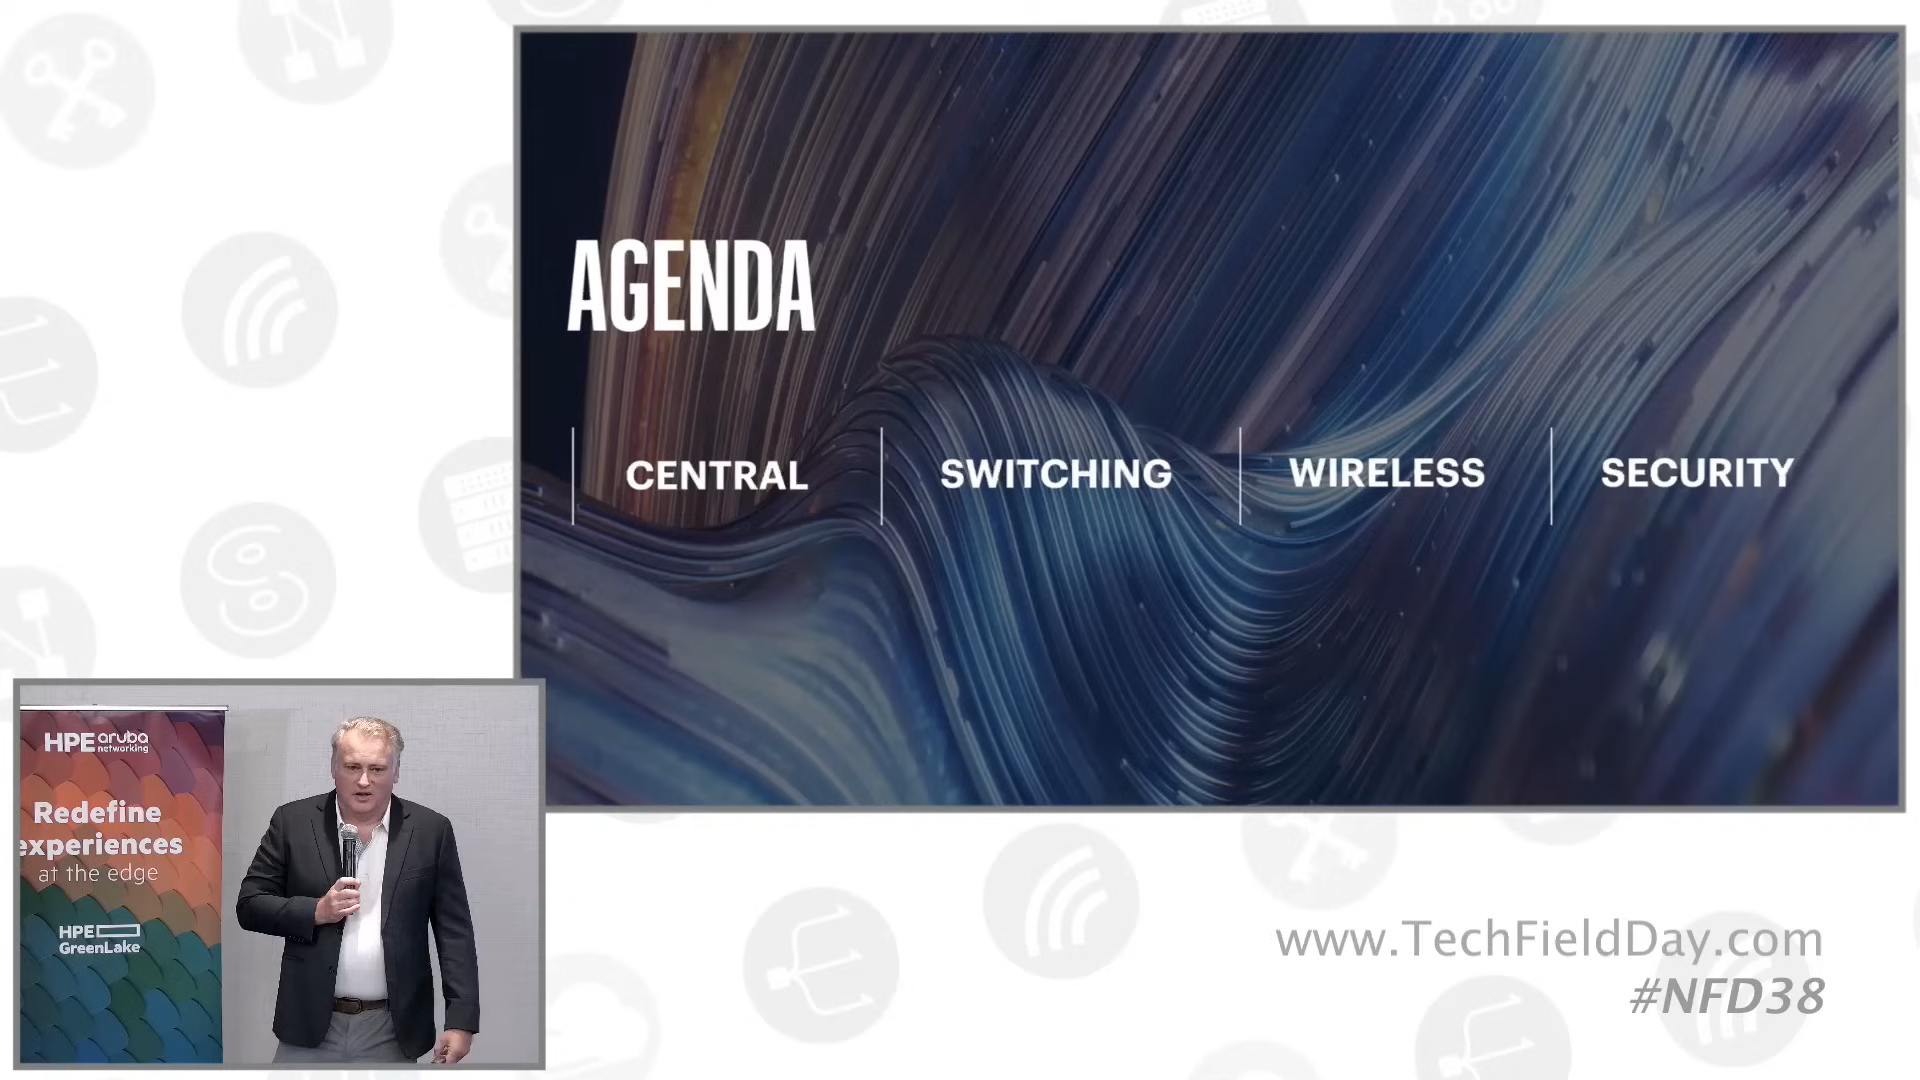 AGENDA
CENTRAL
SWITCHING
WIRELESS
SECURITY
HPE aruba
networking
Redefine
experiences
at the edge
HPE
GreenLake
www.TechFieldDay.com
#NFD38